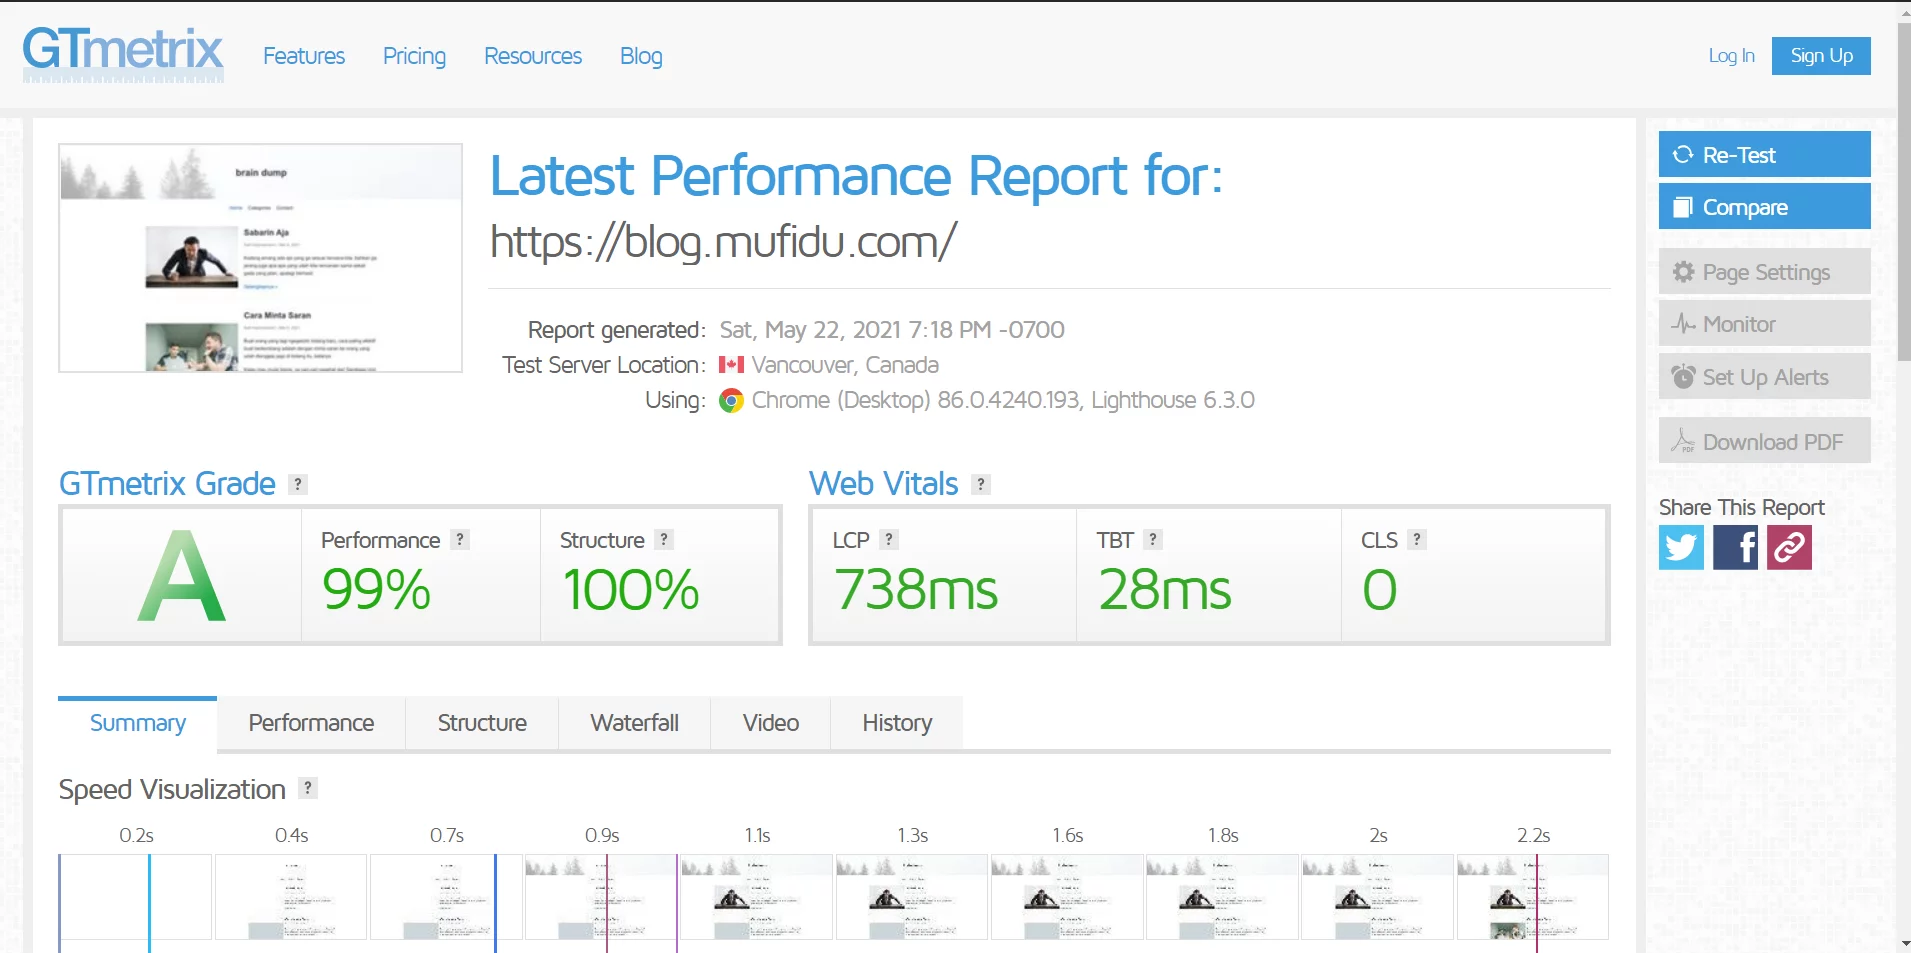 GTmetrix
Features
Pricing
Resources
Blog
Log In
Sign Up
brain dump
Home Categories Contact
Sabarin Aja
Cara Minta Saran
Latest Performance Report for:
https://blog.mufidu.com/
Report generated: Sat, May 22, 2021 7:18 PM -0700
Test Server Location: Vancouver, Canada
Using: Chrome (Desktop) 86.0.4240.193, Lighthouse 6.3.0
Re-Test
Compare
Page Settings
Monitor
Set Up Alerts
PDF Download PDF
Share This Report
GTmetrix Grade ?
A
Performance ?
99%
Structure ?
100%
Web Vitals ?
LCP ?
738ms
TBT ?
28ms
CLS ?
0
Summary
Performance
Structure
Waterfall
Video
History
Speed Visualization ?
0.2s
0.4s
0.7s
0.9s
1.1s
1.3s
1.6s
1.8s
2s
2.2s